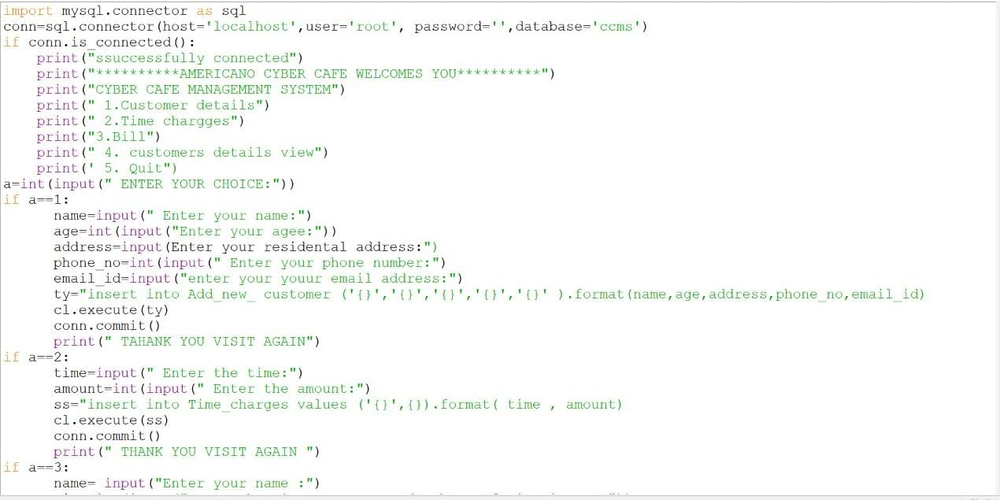 import mysql.connector as sql
conn=sql.connector(host='localhost',user='root', password='',database='ccms')
if conn.is_connected():
    print("ssuccessfully connected")
    print("**********AMERICANO CYBER CAFE WELCOMES YOU**********")
    print("CYBER CAFE MANAGEMENT SYSTEM")
    print(" 1.Customer details")
    print(" 2.Time chargges")
    print("3.Bill")
    print(" 4. customers details view")
    print(' 5. Quit")
a=int(input(" ENTER YOUR CHOICE:"))
if a==1:
      name=input(" Enter your name:")
      age=int(input("Enter your agee:"))
      address=input(Enter your residental address:")
      phone_no=int(input(" Enter your phone number:")
      email_id=input("enter your youur email address:")
      ty="insert into Add_new_ customer ('{}','{}','{}','{}','{}' ).format(name,age,address,phone_no,email_id)
      cl.execute(ty)
      conn.commit()
      print(" TAHANK YOU VISIT AGAIN")
if a==2:
      time=input(" Enter the time:")
      amount=int(input(" Enter the amount:")
      ss="insert into Time_charges values ('{}',{}).format( time , amount)
      cl.execute(ss)
      conn.commit()
      print(" THANK YOU VISIT AGAIN ")
if a==3:
      name= input("Enter your name :")